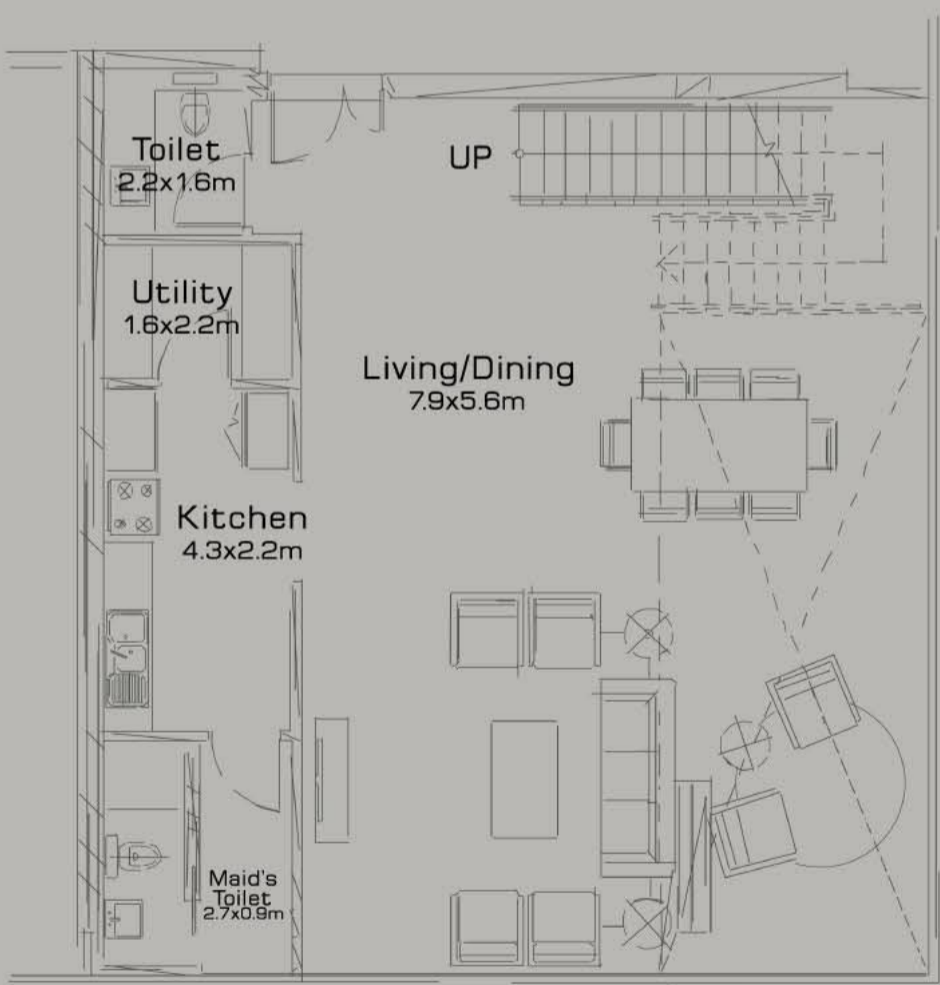 Toilet
2.2x1.6m
UP
Utility
1.6x2.2m
Living/Dining
7.9x5.6m
Kitchen
4.3x2.2m
Maid's
Toilet
2.7x0.9m